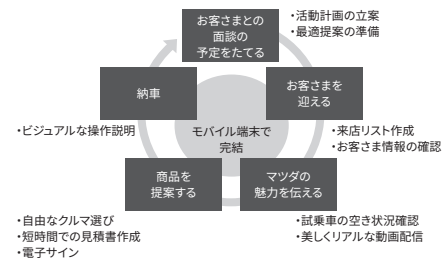 お客さまとの
面談の
予定をたてる
・活動計画の立案
・最適提案の準備
納車
お客さまを
迎える
・ビジュアルな操作説明
モバイル端末で
完結
・来店リスト作成
・お客さま情報の確認
商品を
提案する
マツダの
魅力を伝える
・自由なクルマ選び
・短時間での見積書作成
・電子サイン
・試乗車の空き状況確認
・美しくリアルな動画配信